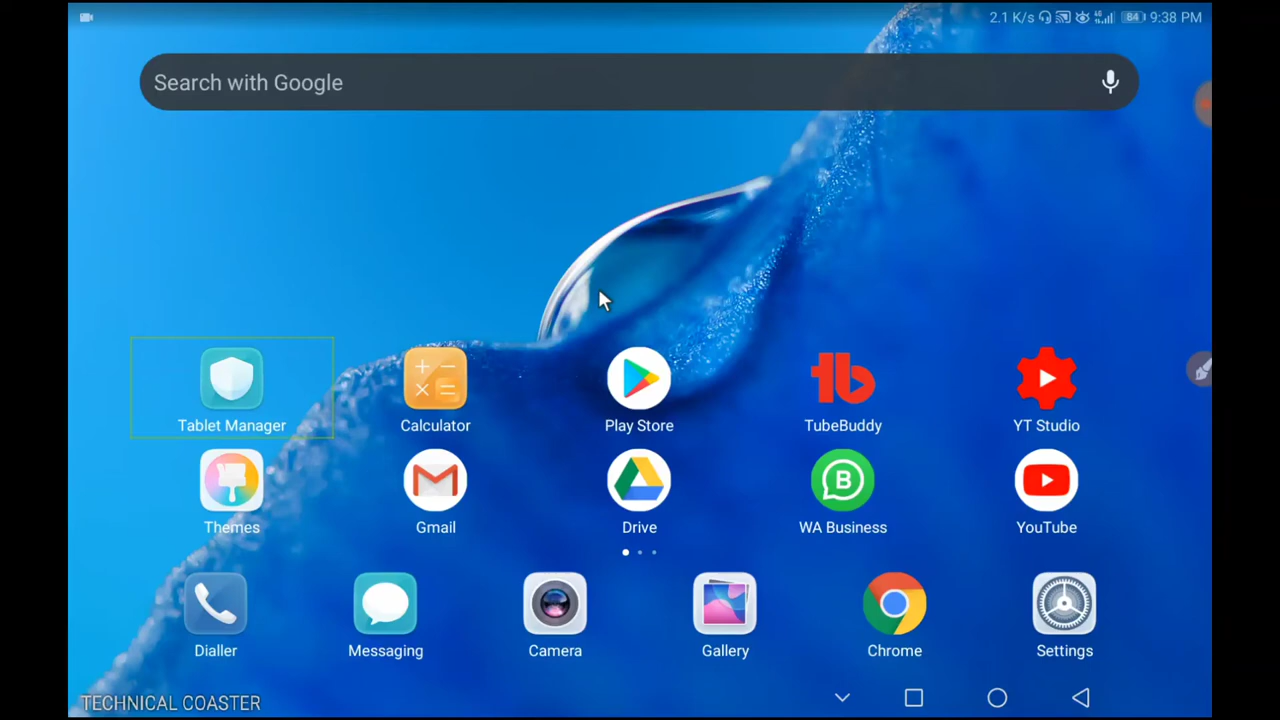 2.1 K/s 4G 84 9:38 PM
Search with Google
Tablet Manager
Calculator
Play Store
TubeBuddy
YT Studio
Themes
Gmail
Drive
WA Business
YouTube
Dialler
Messaging
Camera
Gallery
Chrome
Settings
TECHNICAL COASTER